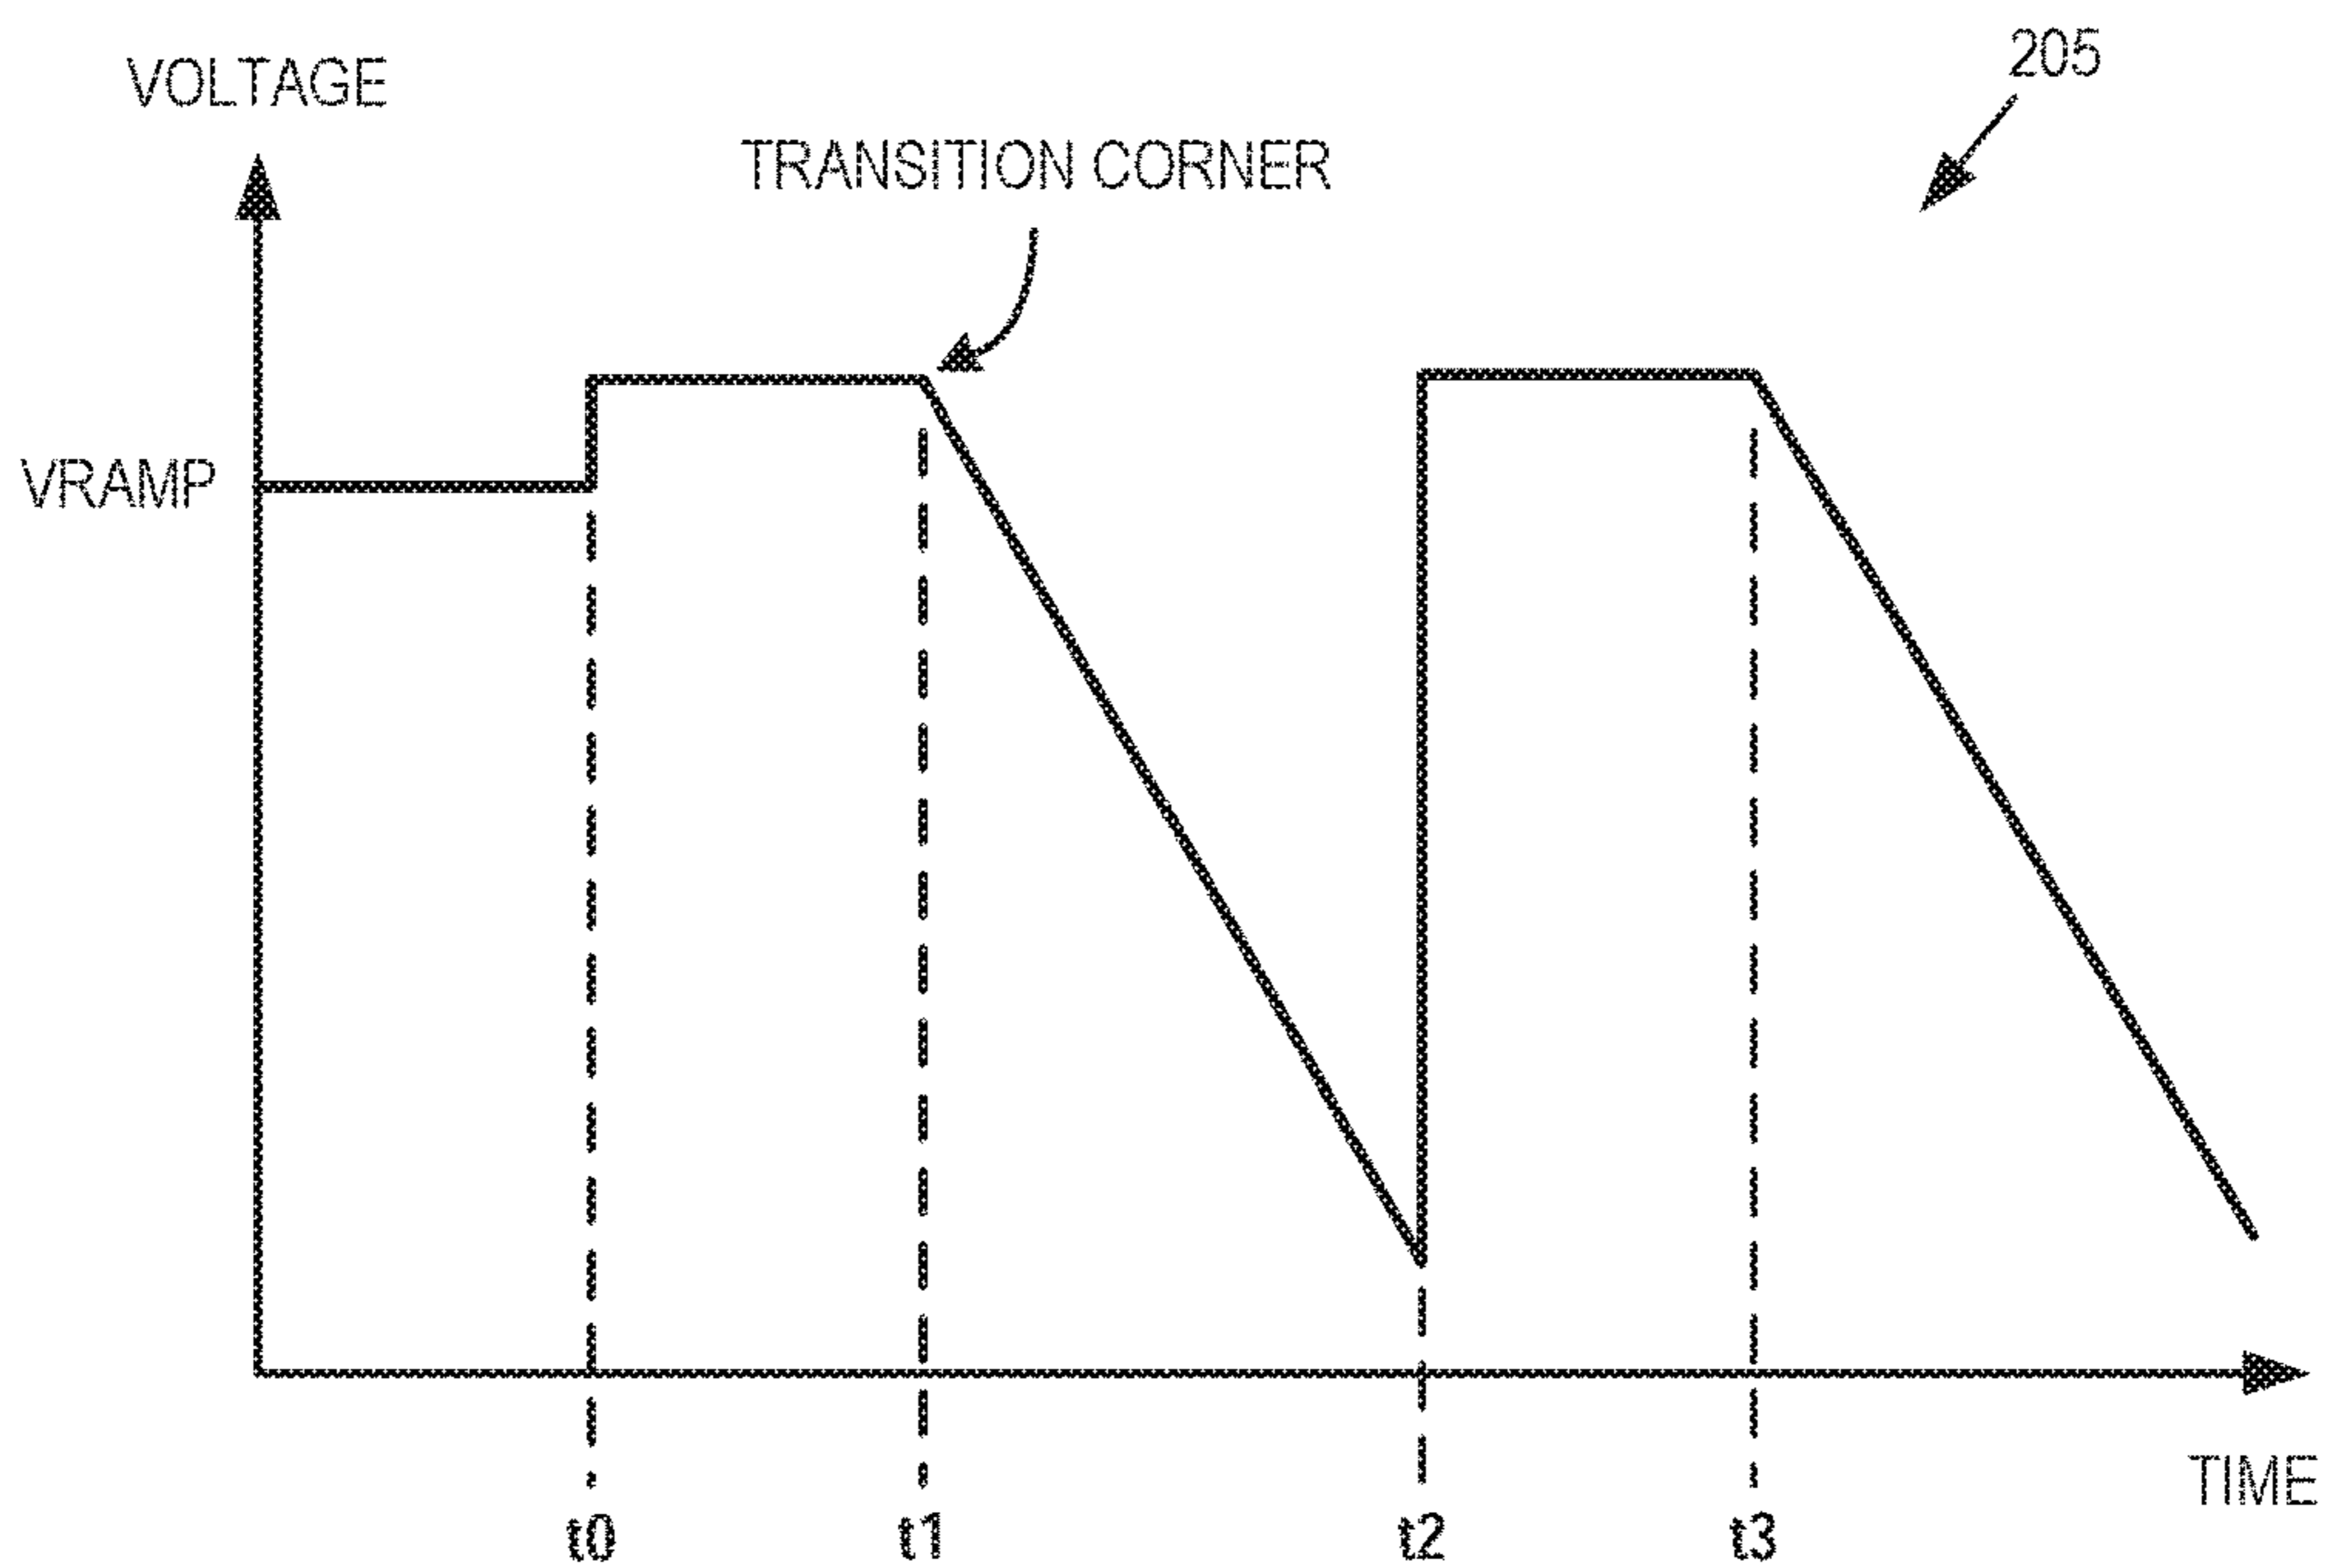 205
VOLTAGE
TRANSITION CORNER
VRAMP
TIME
t0 t1 t2 t3